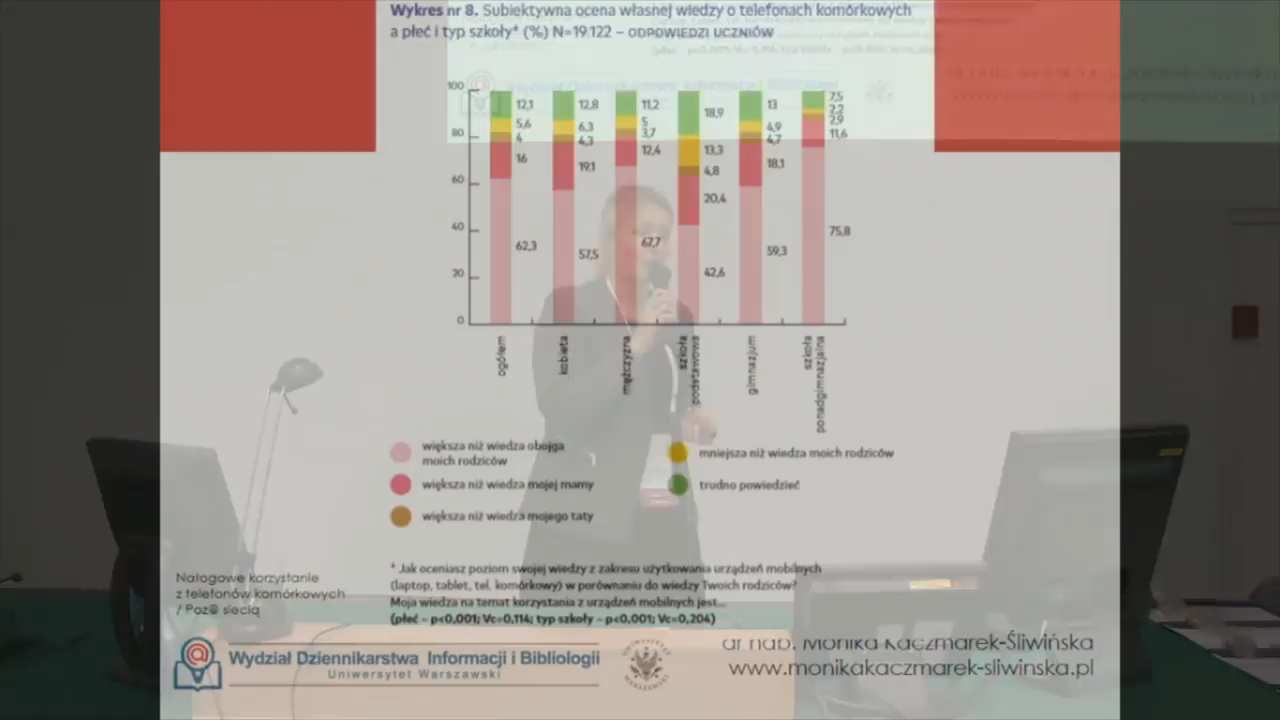 Wykres nr 8. Subiektywna ocena własnej wiedzy o telefonach komórkowych
a płeć i typ szkoły* (%) N=19.122 – ODPOWIEDZI UCZNIÓW
100
80
60
40
20
0
12,1
5,6
4
16
62,3
12,8
6,3
4,3
19,1
57,5
11,2
5
3,7
12,4
67,7
18,9
13,3
4,8
20,4
42,6
13
4,9
4,7
18,1
59,3
7,5
2,2
2,9
11,6
75,8
ogółem
kobieta
mężczyzna
szkoła
podstawowa
gimnazjum
szkoła
ponadgimnazjalna
większa niż wiedza obojga
moich rodziców
większa niż wiedza mojej mamy
większa niż wiedza mojego taty
mniejsza niż wiedza moich rodziców
trudno powiedzieć
* Jak oceniasz poziom swojej wiedzy z zakresu użytkowania urządzeń mobilnych
(laptop, tablet, tel. komórkowy) w porównaniu do wiedzy Twoich rodziców?
Moja wiedza na temat korzystania z urządzeń mobilnych jest...
(płeć – p<0,001; Vc=0,114; typ szkoły – p<0,001; Vc=0,204)
Nałogowe korzystanie
z telefonów komórkowych
/ Poz@ siecią
Wydział Dziennikarstwa Informacji i Bibliologii
Uniwersytet Warszawski
dr hab. Monika Kaczmarek-Śliwińska
www.monikakaczmarek-sliwinska.pl